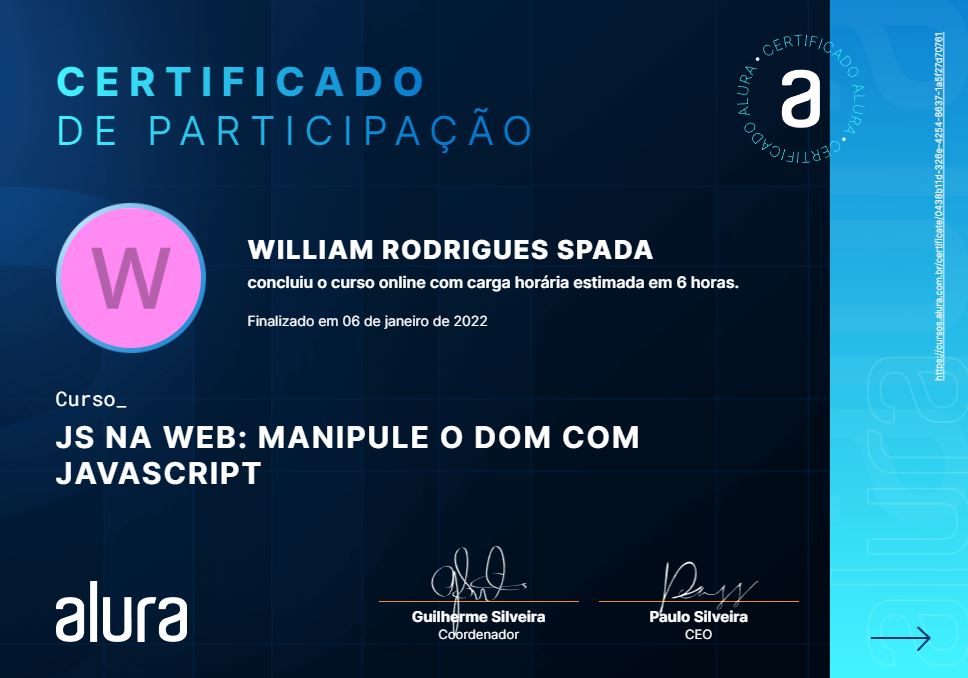 CERTIFICADO
DE PARTICIPAÇÃO
CERTIFICADO ALURA • CERTIFICADO ALURA •
a
https://cursos.alura.com.br/certificate/0438b11d-326e-4254-8637-1a5f27d70761
W
WILLIAM RODRIGUES SPADA
concluiu o curso online com carga horária estimada em 6 horas.
Finalizado em 06 de janeiro de 2022
Curso_
JS NA WEB: MANIPULE O DOM COM
JAVASCRIPT
alura
Guilherme Silveira
Coordenador
Paulo Silveira
CEO
alura